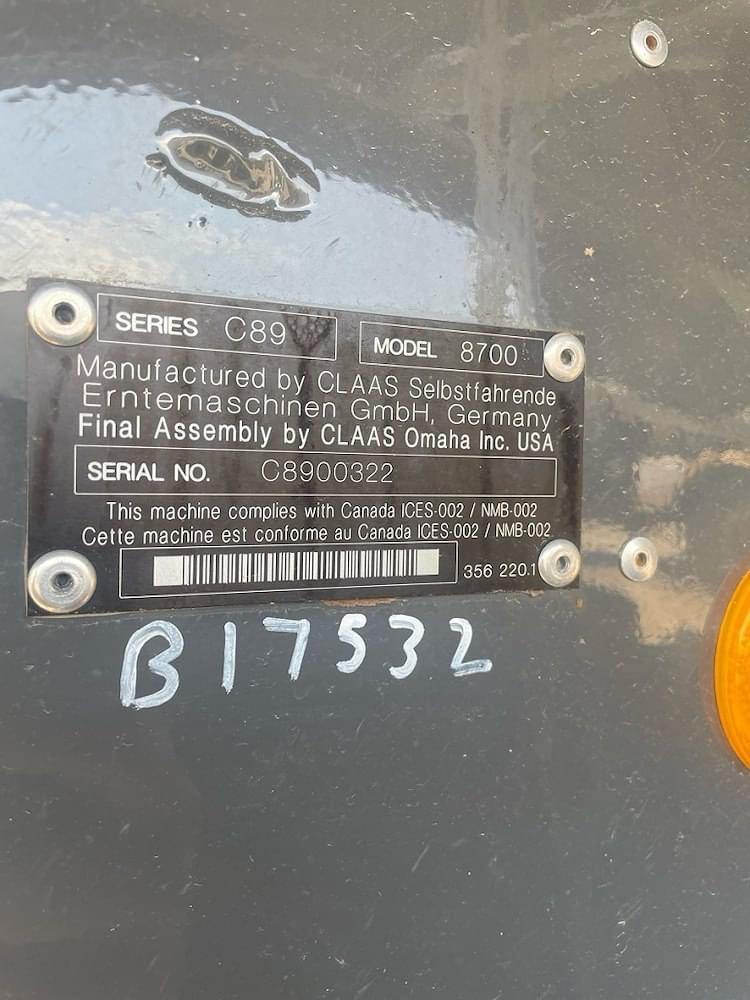 SERIES C89 MODEL 8700
Manufactured by CLAAS Selbstfahrende
Erntemaschinen GmbH, Germany
Final Assembly by CLAAS Omaha Inc. USA
SERIAL NO. C8900322
This machine complies with Canada ICES-002 / NMB-002
Cette machine est conforme au Canada ICES-002 / NMB-002
356 220.1
B17532